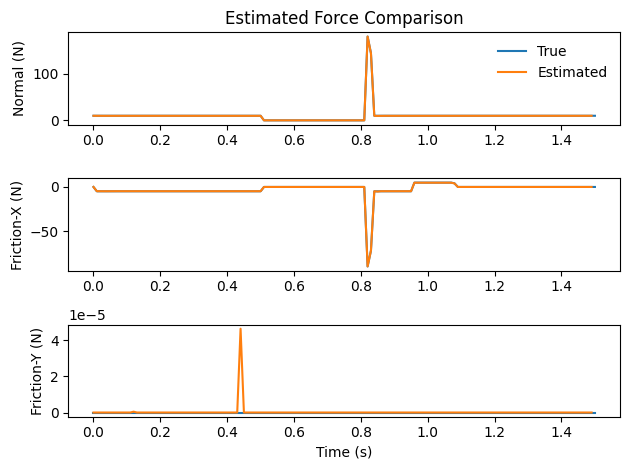 Estimated Force Comparison
Normal (N)
100
0
True
Estimated
0.0 0.2 0.4 0.6 0.8 1.0 1.2 1.4
Friction-X (N)
0
−50
0.0 0.2 0.4 0.6 0.8 1.0 1.2 1.4
1e−5
Friction-Y (N)
4
2
0
0.0 0.2 0.4 0.6 0.8 1.0 1.2 1.4
Time (s)